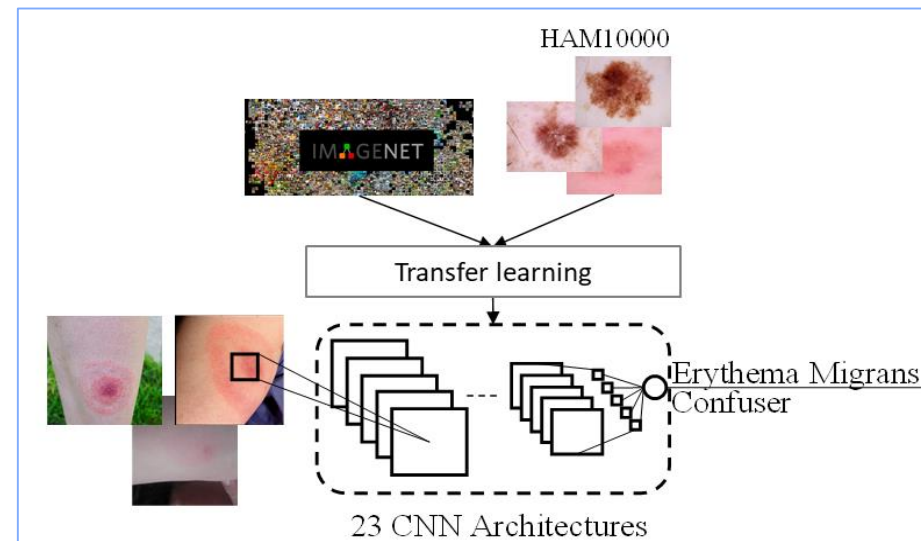 HAM10000
IMAGENET
Transfer learning
Erythema Migrans
Confuser
23 CNN Architectures